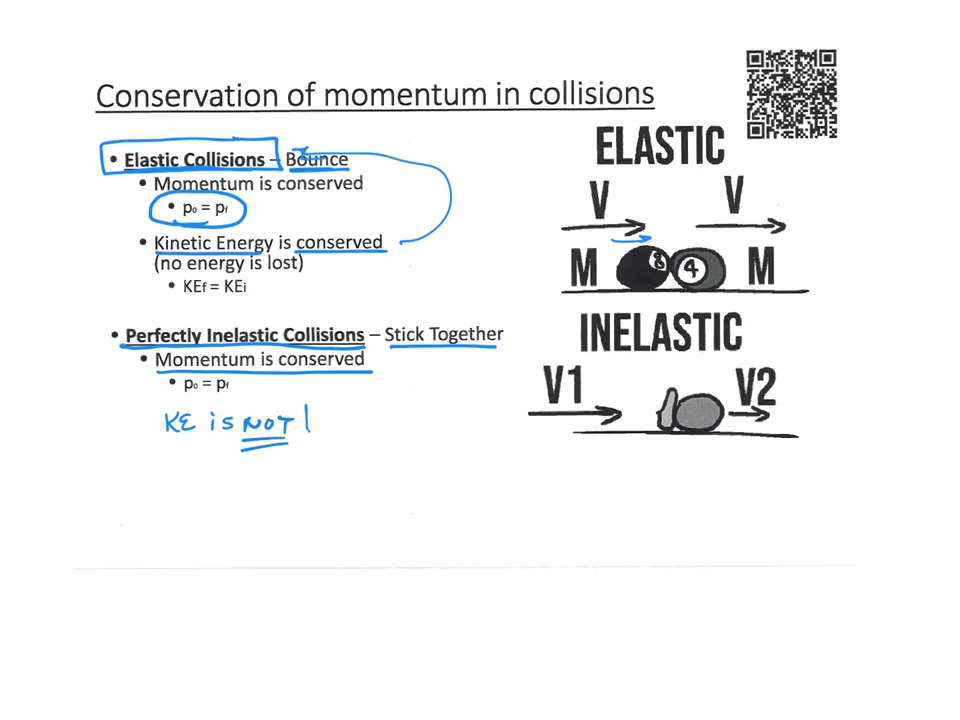 Conservation of momentum in collisions
• Elastic Collisions – Bounce
• Momentum is conserved
• p₀ = pf
• Kinetic Energy is conserved
(no energy is lost)
• KEf = KEi
• Perfectly Inelastic Collisions – Stick Together
• Momentum is conserved
• p₀ = pf
KE is NOT!
ELASTIC
V V
M 8 4 M
INELASTIC
V1 V2